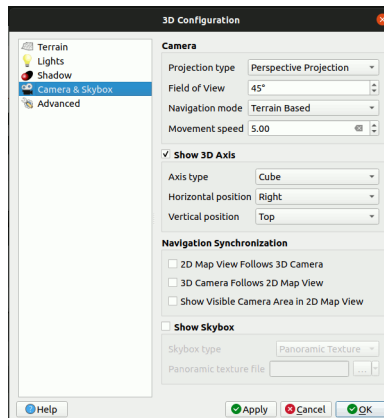 3D Configuration
Terrain
Lights
Shadow
Camera & Skybox
Advanced
Camera
Projection type Perspective Projection
Field of View 45°
Navigation mode Terrain Based
Movement speed 5.00
Show 3D Axis
Axis type Cube
Horizontal position Right
Vertical position Top
Navigation Synchronization
2D Map View Follows 3D Camera
3D Camera Follows 2D Map View
Show Visible Camera Area in 2D Map View
Show Skybox
Skybox type Panoramic Texture
Panoramic texture file ...
Help Apply Cancel OK